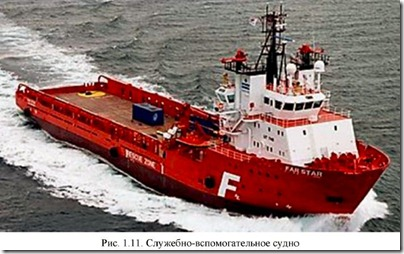 FAR STAR
RESCUE ZONE
F
Рис. 1.11. Служебно-вспомогательное судно